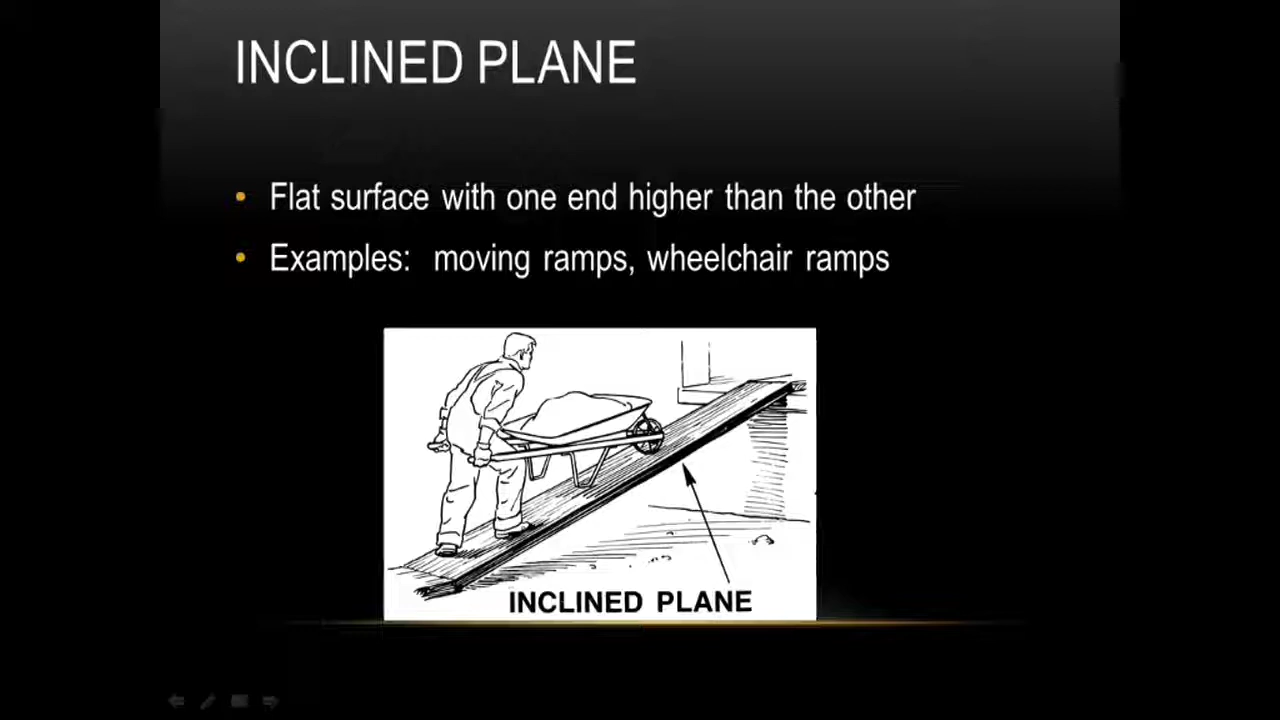 INCLINED PLANE
• Flat surface with one end higher than the other
• Examples: moving ramps, wheelchair ramps
INCLINED PLANE